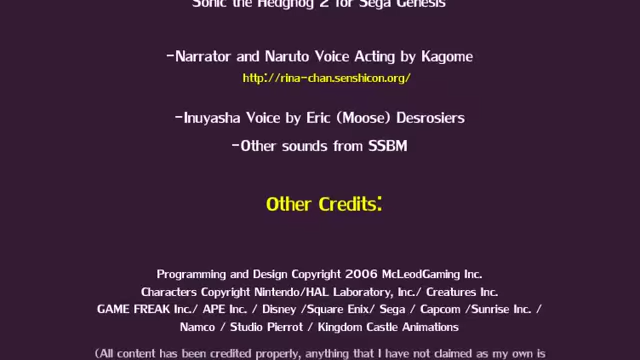 Sonic the Hedghog 2 for Sega Genesis
-Narrator and Naruto Voice Acting by Kagome
http://rina-chan.senshicon.org/
-Inuyasha Voice by Eric (Moose) Desrosiers
-Other sounds from SSBM
Other Credits:
Programming and Design Copyright 2006 McLeodGaming Inc.
Characters Copyright Nintendo/HAL Laboratory, Inc./ Creatures Inc.
GAME FREAK Inc./ APE Inc. / Disney /Square Enix/ Sega / Capcom /Sunrise Inc. /
Namco / Studio Pierrot / Kingdom Castle Animations
(All content has been credited properly, anything that I have not claimed as my own is